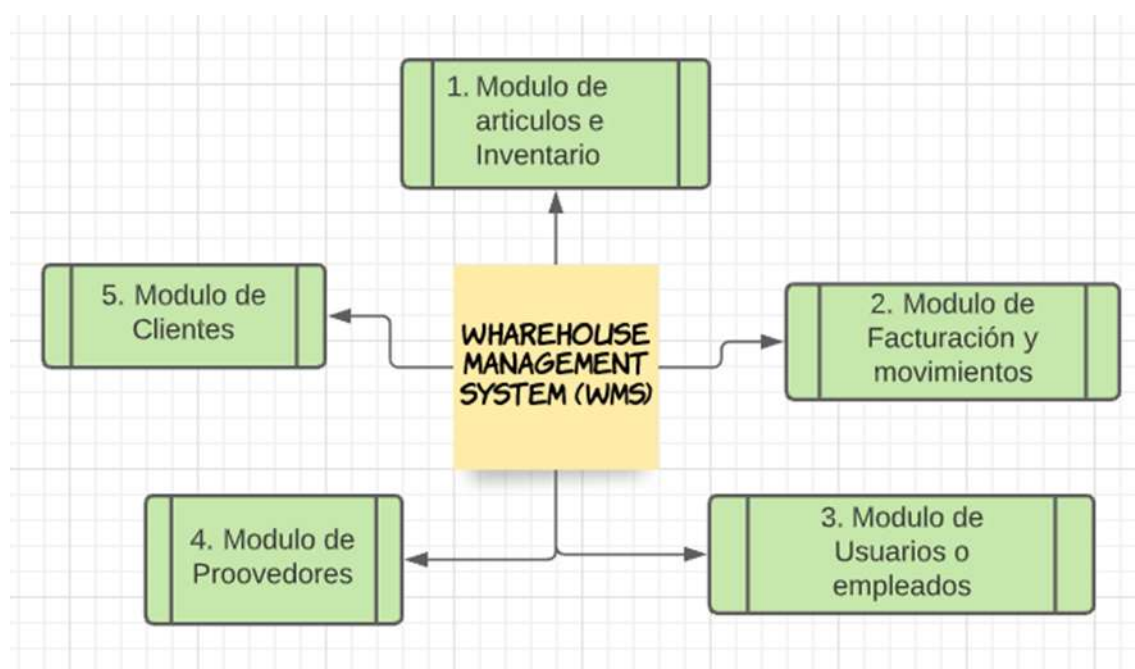 1. Modulo de
articulos e
Inventario
5. Modulo de
Clientes
WHAREHOUSE
MANAGEMENT
SYSTEM (WMS)
2. Modulo de
Facturación y
movimientos
4. Modulo de
Proovedores
3. Modulo de
Usuarios o
empleados